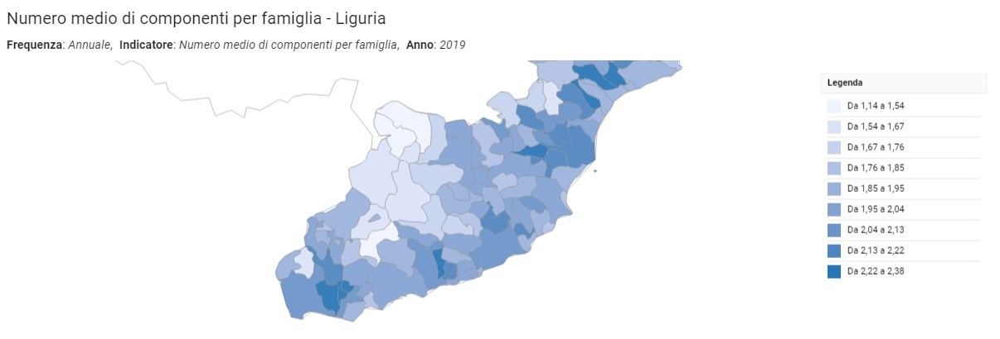 Numero medio di componenti per famiglia - Liguria
Frequenza: Annuale, Indicatore: Numero medio di componenti per famiglia, Anno: 2019
Legenda
Da 1,14 a 1,54
Da 1,54 a 1,67
Da 1,67 a 1,76
Da 1,76 a 1,85
Da 1,85 a 1,95
Da 1,95 a 2,04
Da 2,04 a 2,13
Da 2,13 a 2,22
Da 2,22 a 2,38